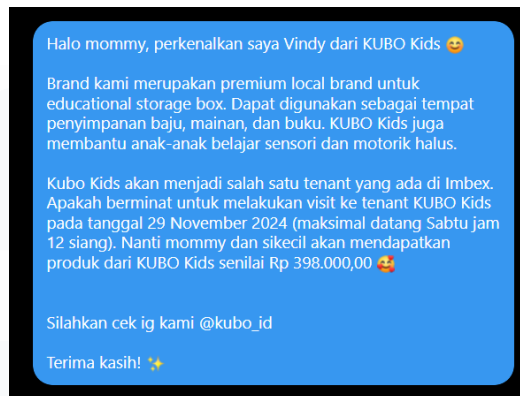 Halo mommy, perkenalkan saya Vindy dari KUBO Kids 😊
Brand kami merupakan premium local brand untuk
educational storage box. Dapat digunakan sebagai tempat
penyimpanan baju, mainan, dan buku. KUBO Kids juga
membantu anak-anak belajar sensori dan motorik halus.
Kubo Kids akan menjadi salah satu tenant yang ada di Imbex.
Apakah berminat untuk melakukan visit ke tenant KUBO Kids
pada tanggal 29 November 2024 (maksimal datang Sabtu jam
12 siang). Nanti mommy dan sikecil akan mendapatkan
produk dari KUBO Kids senilai Rp 398.000,00 🥰
Silahkan cek ig kami @kubo_id
Terima kasih! ✨